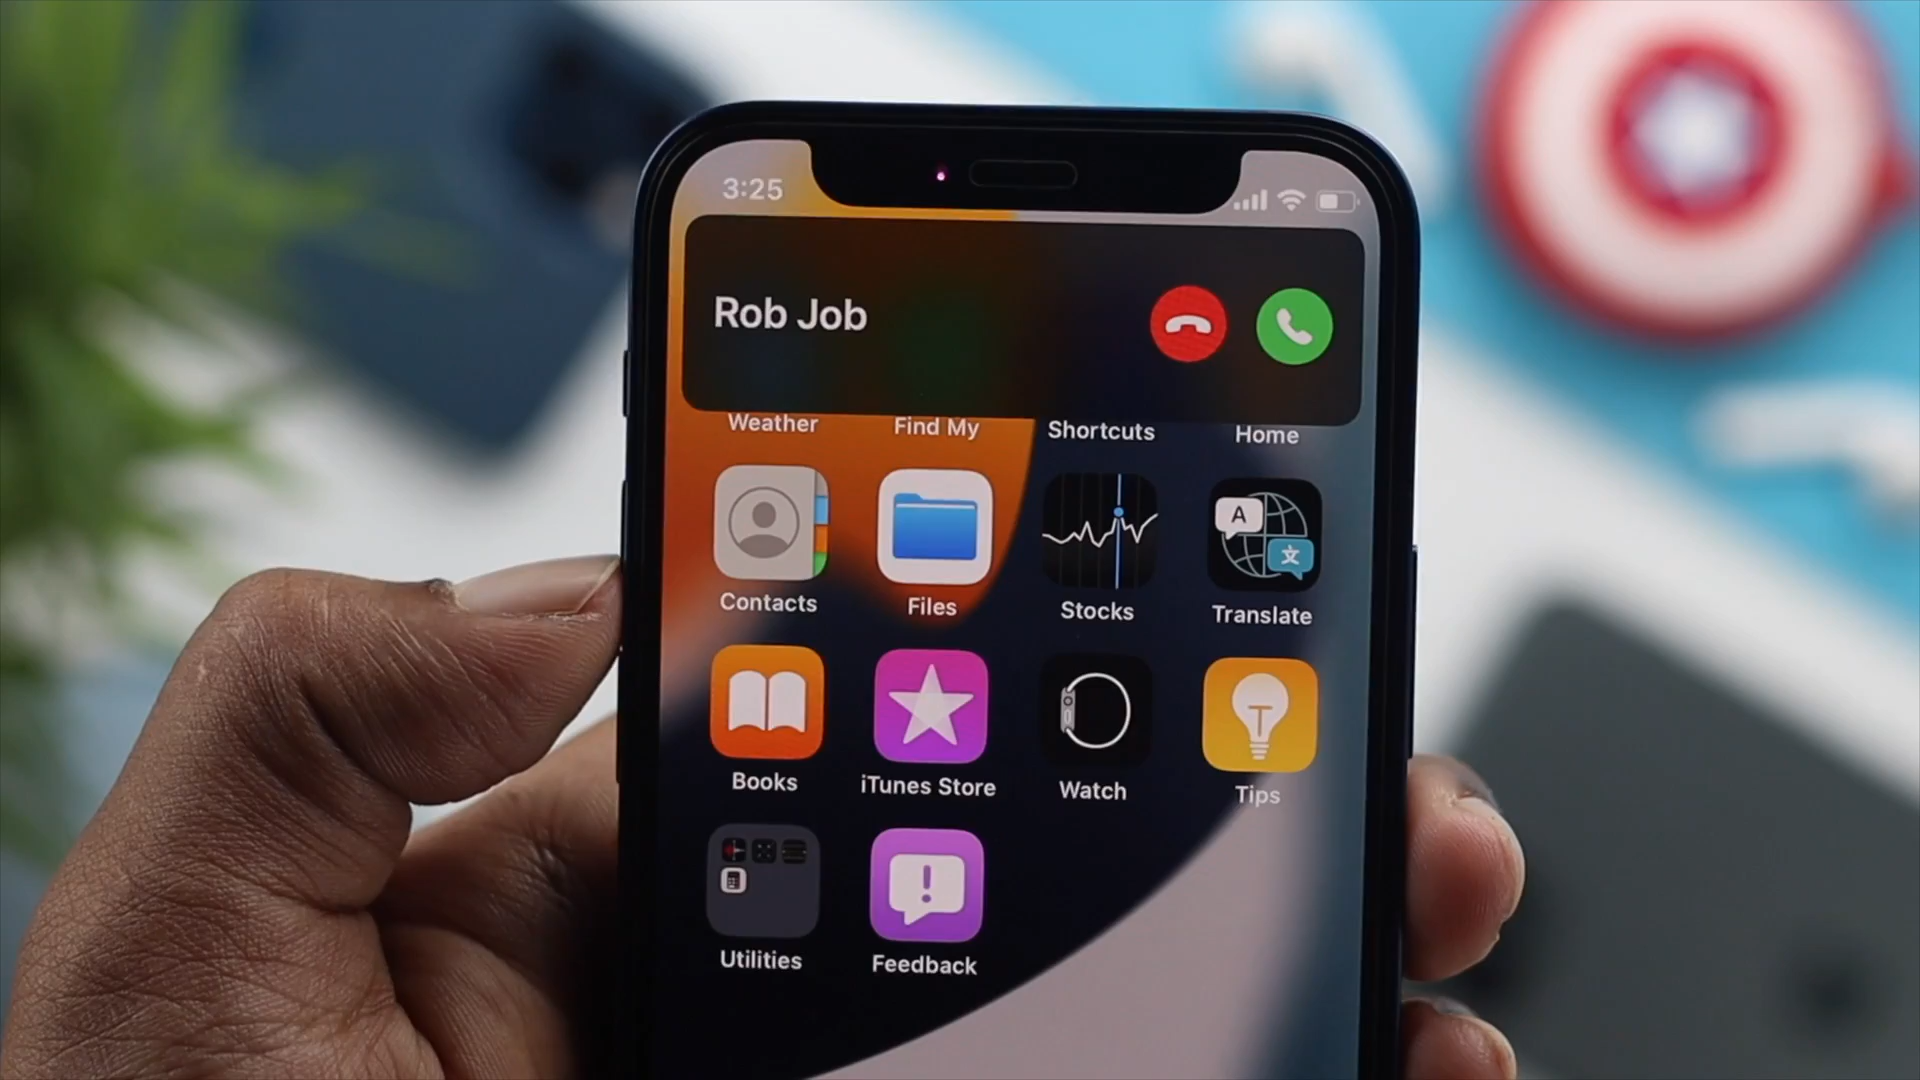 3:25
Rob Job
Weather Find My Shortcuts Home
A 文
Contacts Files Stocks Translate
Books iTunes Store Watch Tips
Utilities Feedback